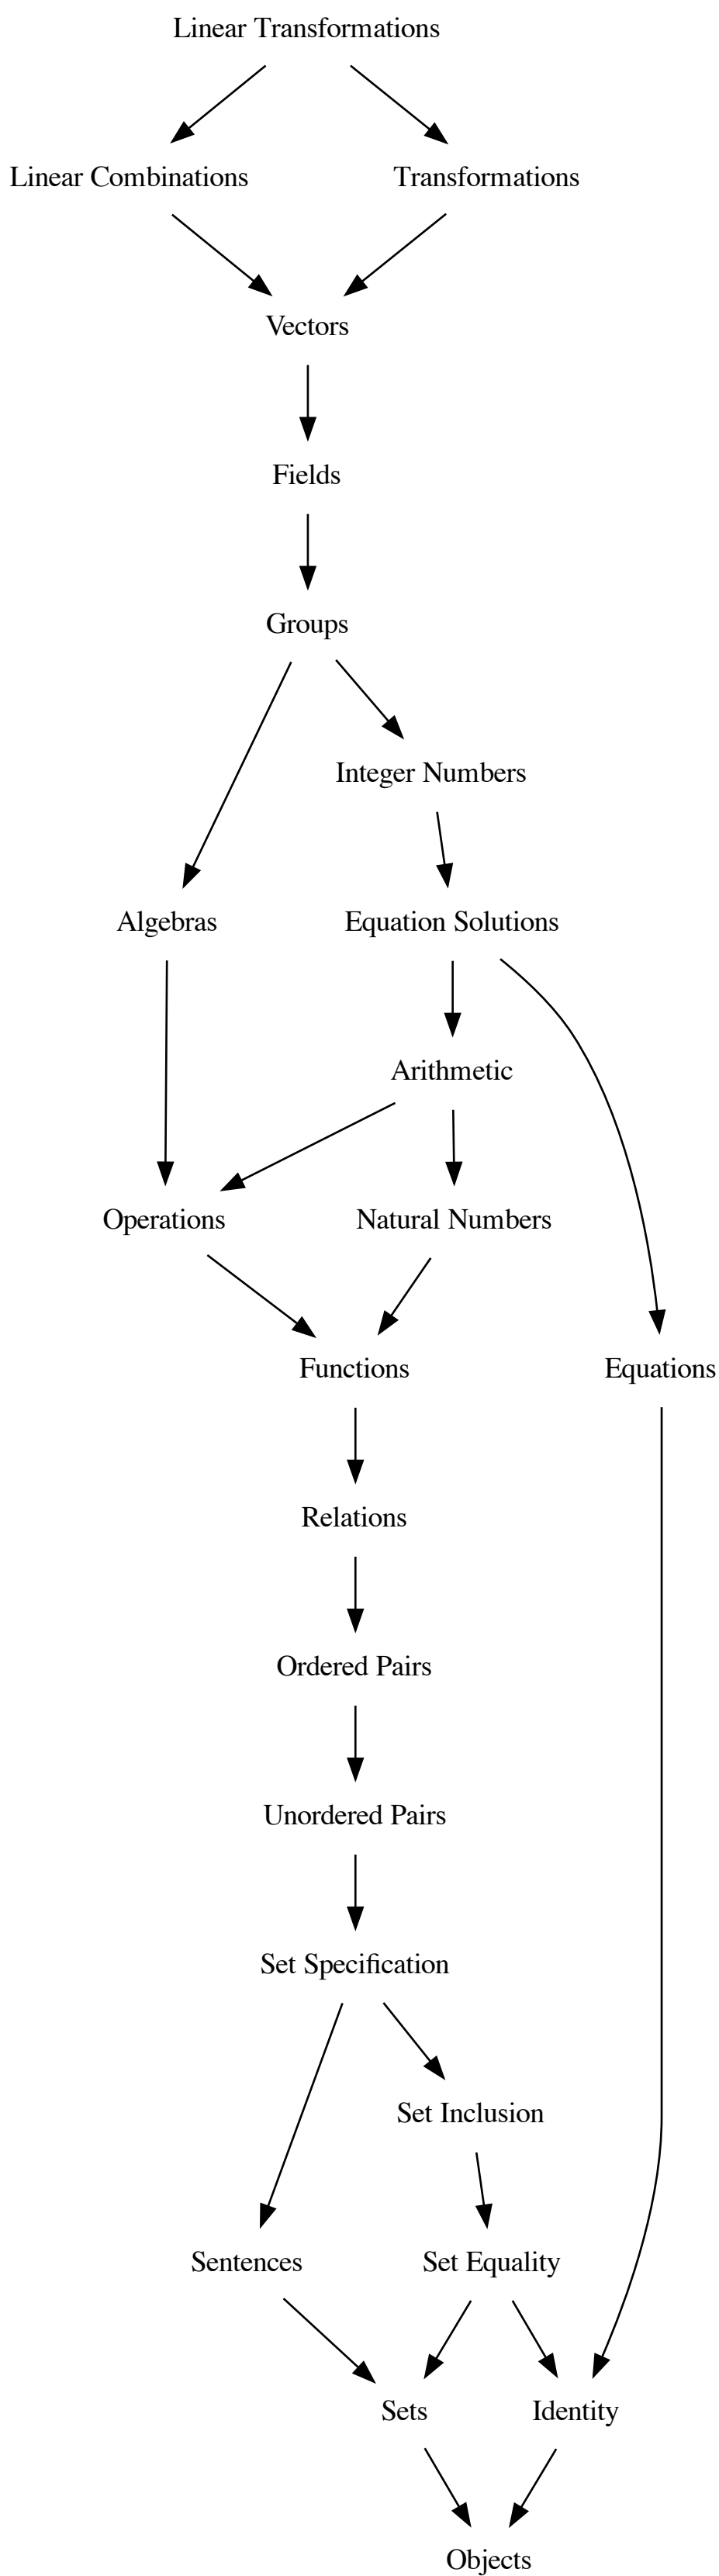 Linear Transformations
Linear Combinations
Transformations
Vectors
Fields
Groups
Integer Numbers
Algebras
Equation Solutions
Arithmetic
Operations
Natural Numbers
Functions
Equations
Relations
Ordered Pairs
Unordered Pairs
Set Specification
Set Inclusion
Sentences
Set Equality
Sets
Identity
Objects